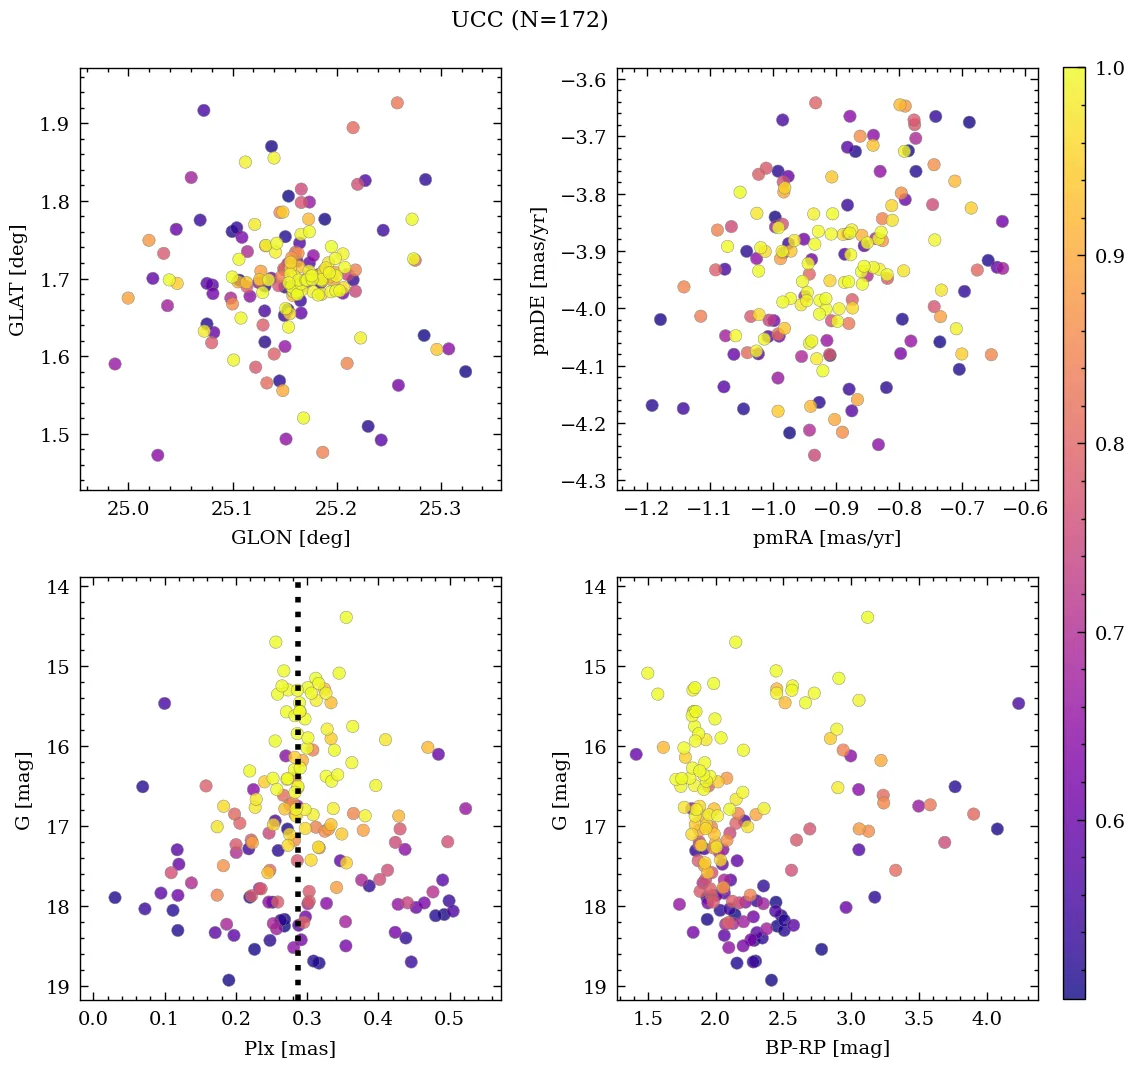 UCC (N=172)
1.9
1.8
1.7
1.6
1.5
GLAT [deg]
25.0 25.1 25.2 25.3
GLON [deg]
−3.6
−3.7
−3.8
−3.9
−4.0
−4.1
−4.2
−4.3
pmDE [mas/yr]
−1.2 −1.1 −1.0 −0.9 −0.8 −0.7 −0.6
pmRA [mas/yr]
14
15
16
17
18
19
G [mag]
0.0 0.1 0.2 0.3 0.4 0.5
Plx [mas]
14
15
16
17
18
19
G [mag]
1.5 2.0 2.5 3.0 3.5 4.0
BP-RP [mag]
1.0
0.9
0.8
0.7
0.6